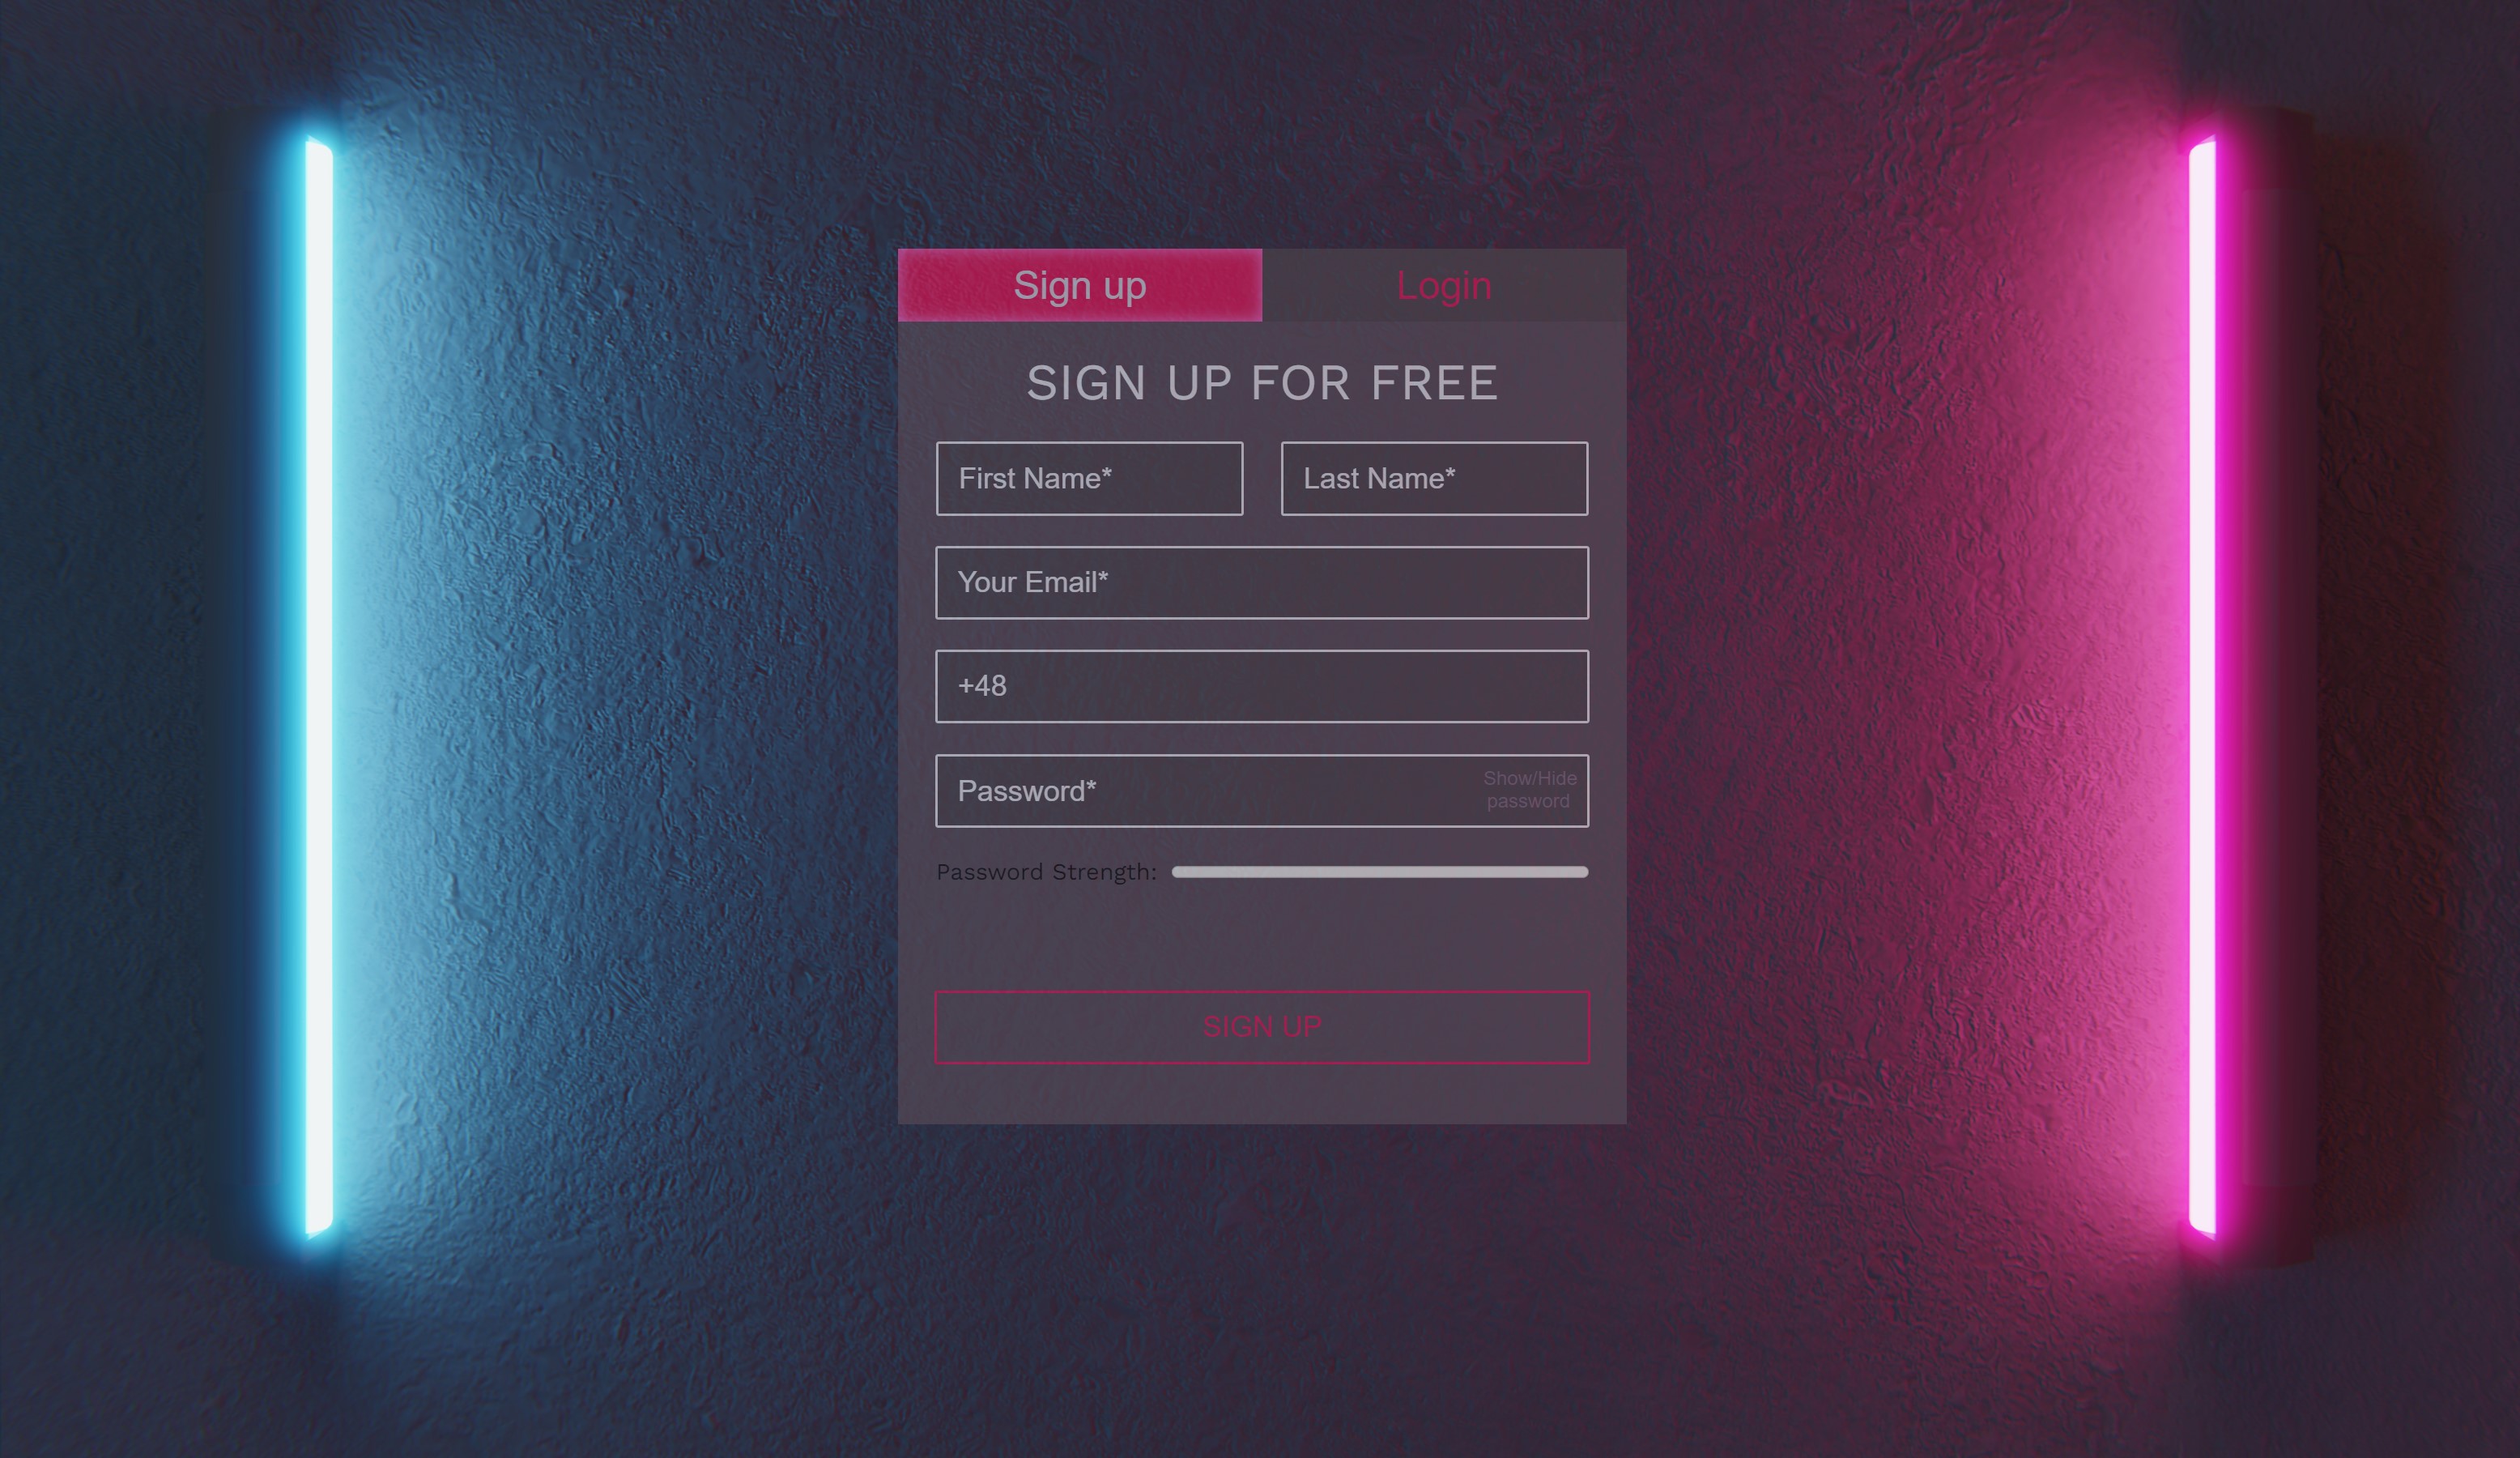 Sign up
Login
SIGN UP FOR FREE
First Name*
Last Name*
Your Email*
+48
Password*
Show/Hide
password
Password Strength:
SIGN UP